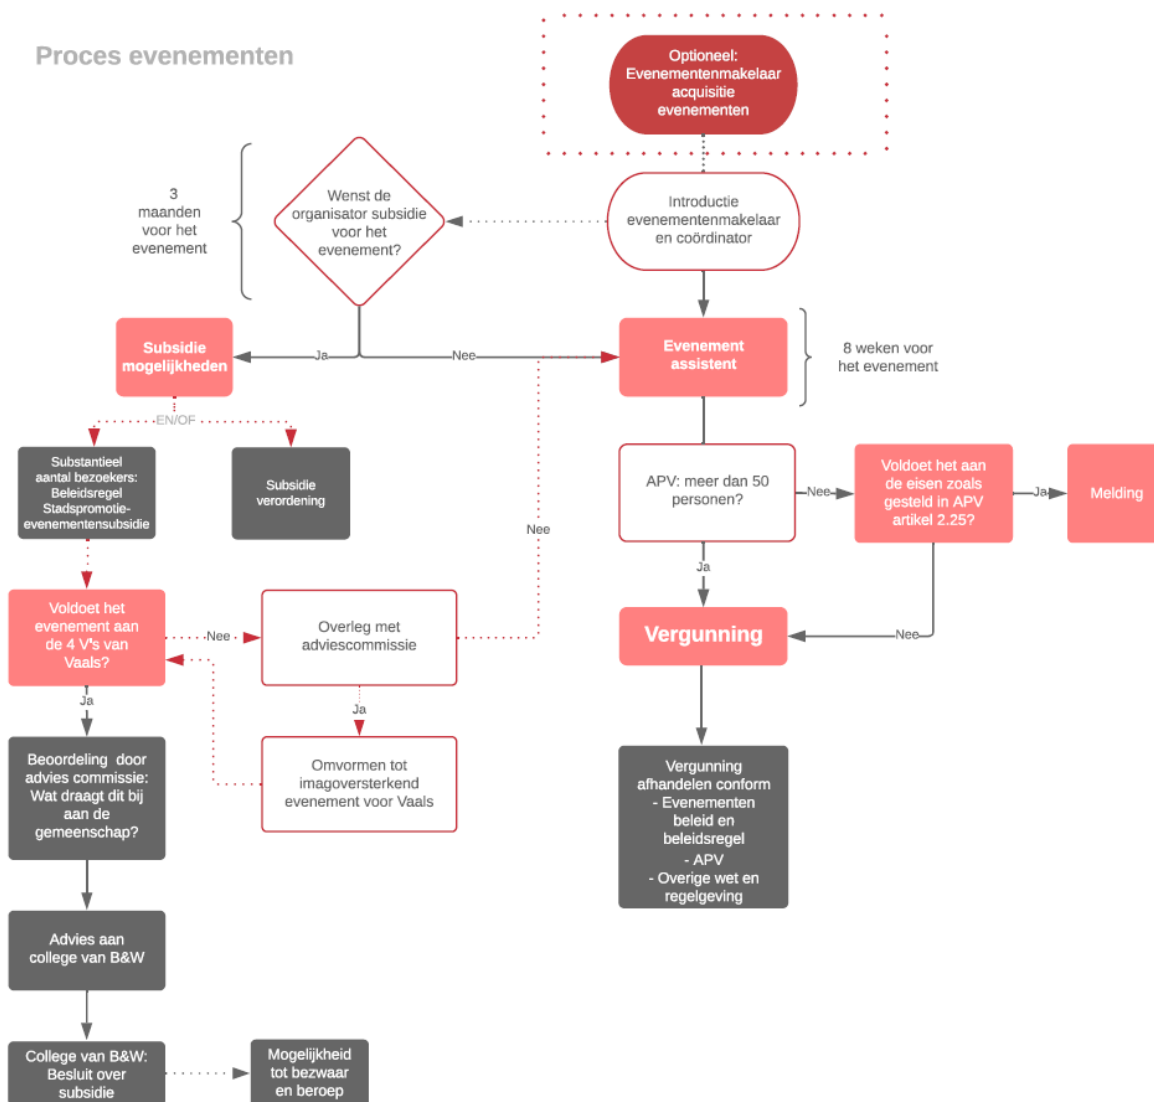 Proces evenementen
Optioneel:
Evenementenmakelaar
acquisitie
evenementen
3
maanden
voor het
evenement
Wenst de
organisator subsidie
voor het
evenement?
Introductie
evenementenmakelaar
en coördinator
Subsidie
mogelijkheden
Ja
Nee
Evenement
assistent
8 weken voor
het evenement
EN/OF
Substantieel
aantal bezoekers:
Beleidsregel
Stadspromotie-
evenementensubsidie
Subsidie
verordening
Nee
APV: meer dan 50
personen?
Nee
Voldoet het aan
de eisen zoals
gesteld in APV
artikel 2.25?
Ja
Melding
Ja
Nee
Vergunning
Voldoet het
evenement aan
de 4 V's van
Vaals?
Nee
Overleg met
adviescommissie
Ja
Ja
Omvormen tot
imagoversterkend
evenement voor Vaals
Beoordeling door
advies commissie:
Wat draagt dit bij
aan de
gemeenschap?
Vergunning
afhandelen conform
- Evenementen
beleid en
beleidsregel
- APV
- Overige wet en
regelgeving
Advies aan
college van B&W
College van B&W:
Besluit over
subsidie
Mogelijkheid
tot bezwaar
en beroep